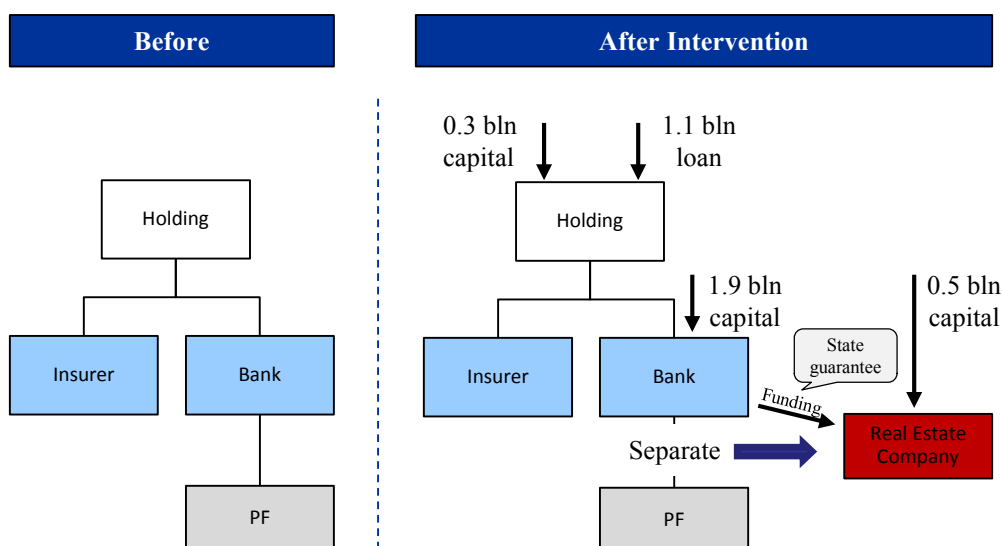 Before
After Intervention
0.3 bln
capital
1.1 bln
loan
Holding
Holding
1.9 bln
capital
0.5 bln
capital
State
guarantee
Insurer
Bank
Insurer
Bank
Funding
Real Estate
Company
Separate
PF
PF